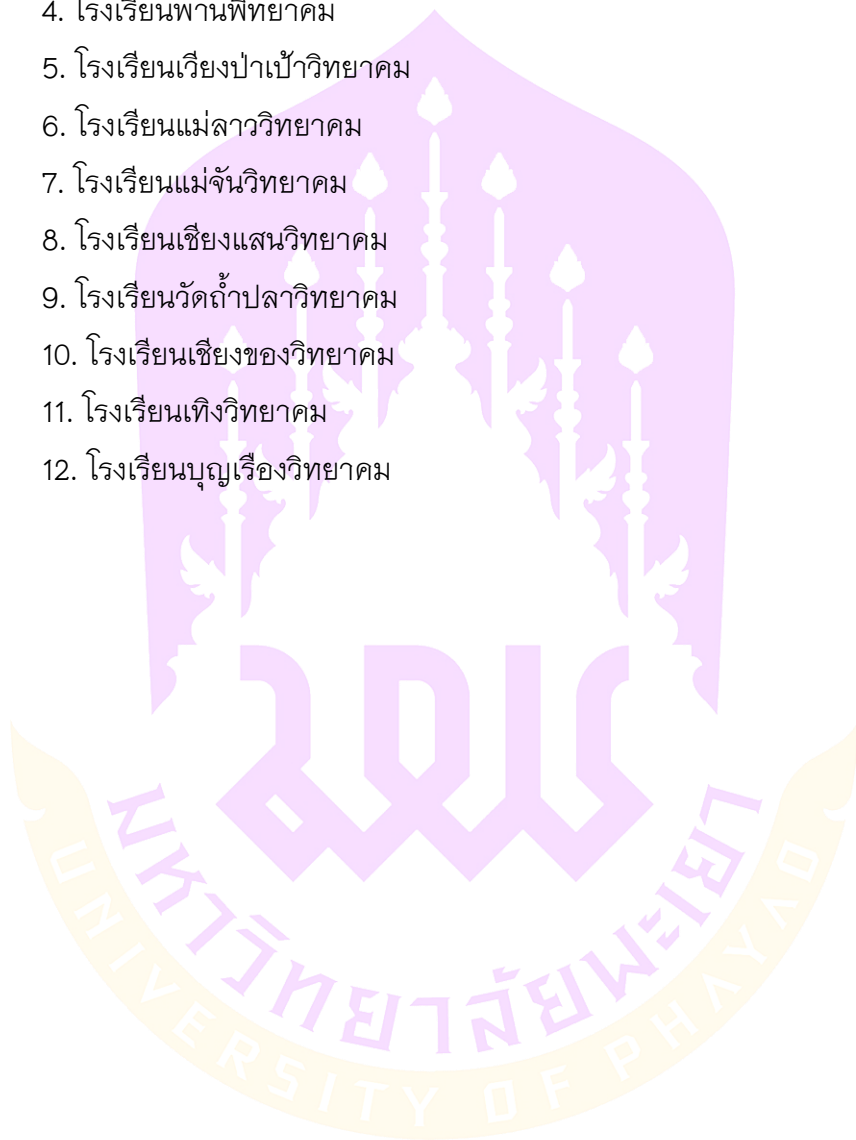 4. โรงเรียนพานพิทยาคม
5. โรงเรียนเวียงป่าเป้าวิทยาคม
6. โรงเรียนแม่ลาววิทยาคม
7. โรงเรียนแม่จันวิทยาคม
8. โรงเรียนเชียงแสนวิทยาคม
9. โรงเรียนวัดถ้ำปลาวิทยาคม
10. โรงเรียนเชียงของวิทยาคม
11. โรงเรียนเทิงวิทยาคม
12. โรงเรียนบุญเรืองวิทยาคม
มหาวิทยาลัยพะเยา
UNIVERSITY OF PHAYAO